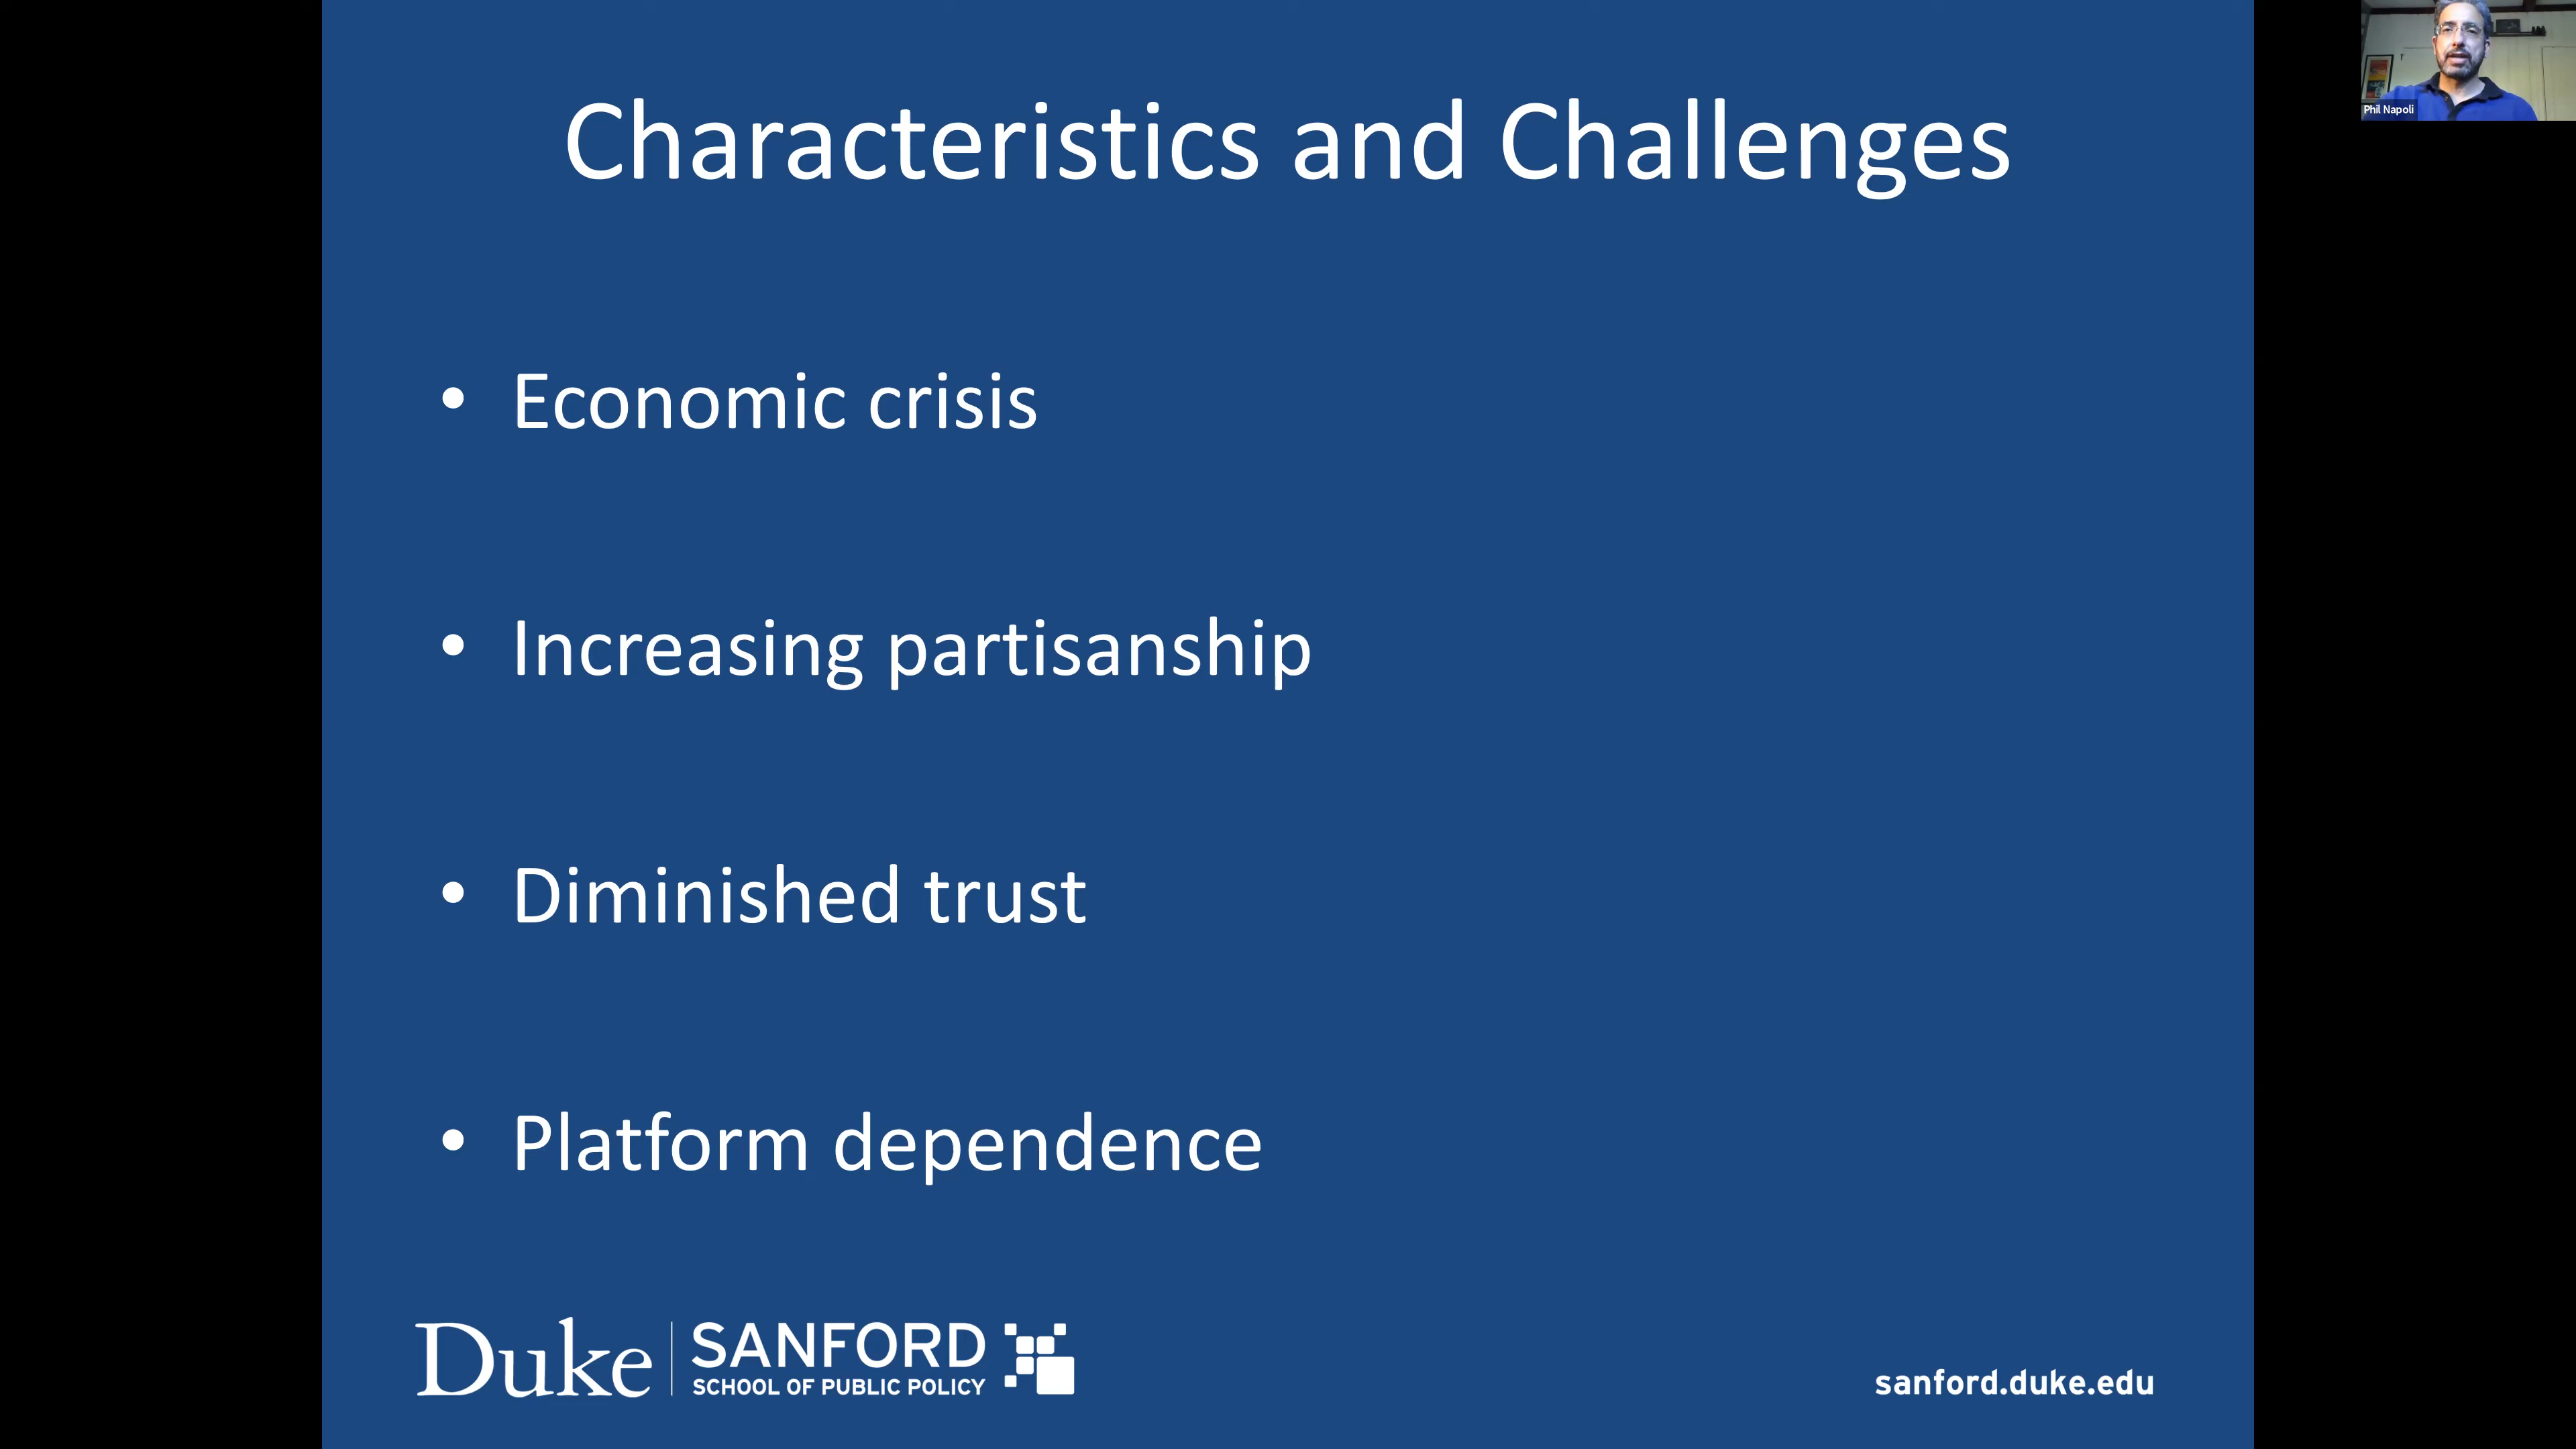 Characteristics and Challenges
Phil Napoli
• Economic crisis
• Increasing partisanship
• Diminished trust
• Platform dependence
Duke SANFORD
SCHOOL OF PUBLIC POLICY
sanford.duke.edu